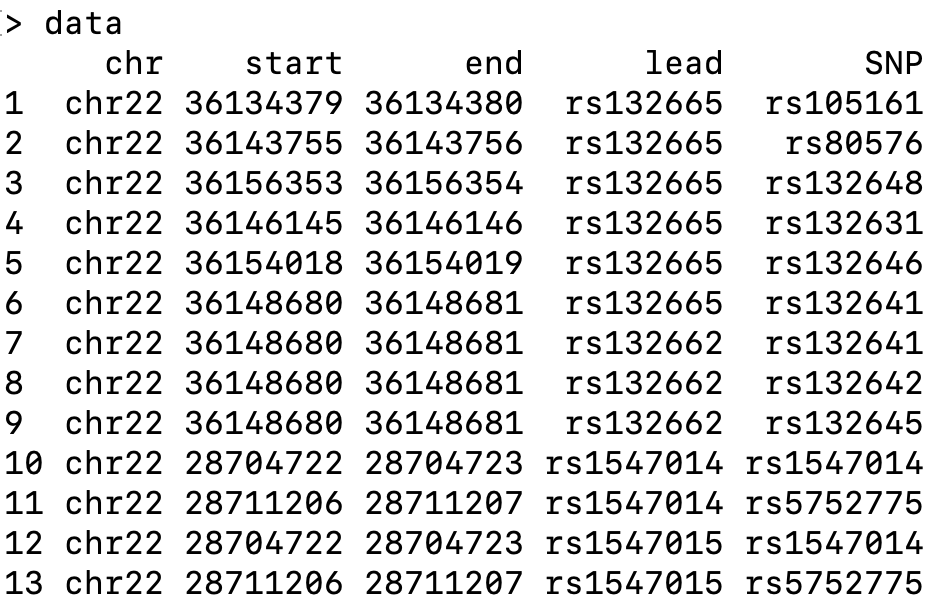 > data
chr start end lead SNP
1 chr22 36134379 36134380 rs132665 rs105161
2 chr22 36143755 36143756 rs132665 rs80576
3 chr22 36156353 36156354 rs132665 rs132648
4 chr22 36146145 36146146 rs132665 rs132631
5 chr22 36154018 36154019 rs132665 rs132646
6 chr22 36148680 36148681 rs132665 rs132641
7 chr22 36148680 36148681 rs132662 rs132641
8 chr22 36148680 36148681 rs132662 rs132642
9 chr22 36148680 36148681 rs132662 rs132645
10 chr22 28704722 28704723 rs1547014 rs1547014
11 chr22 28711206 28711207 rs1547014 rs5752775
12 chr22 28704722 28704723 rs1547015 rs1547014
13 chr22 28711206 28711207 rs1547015 rs5752775